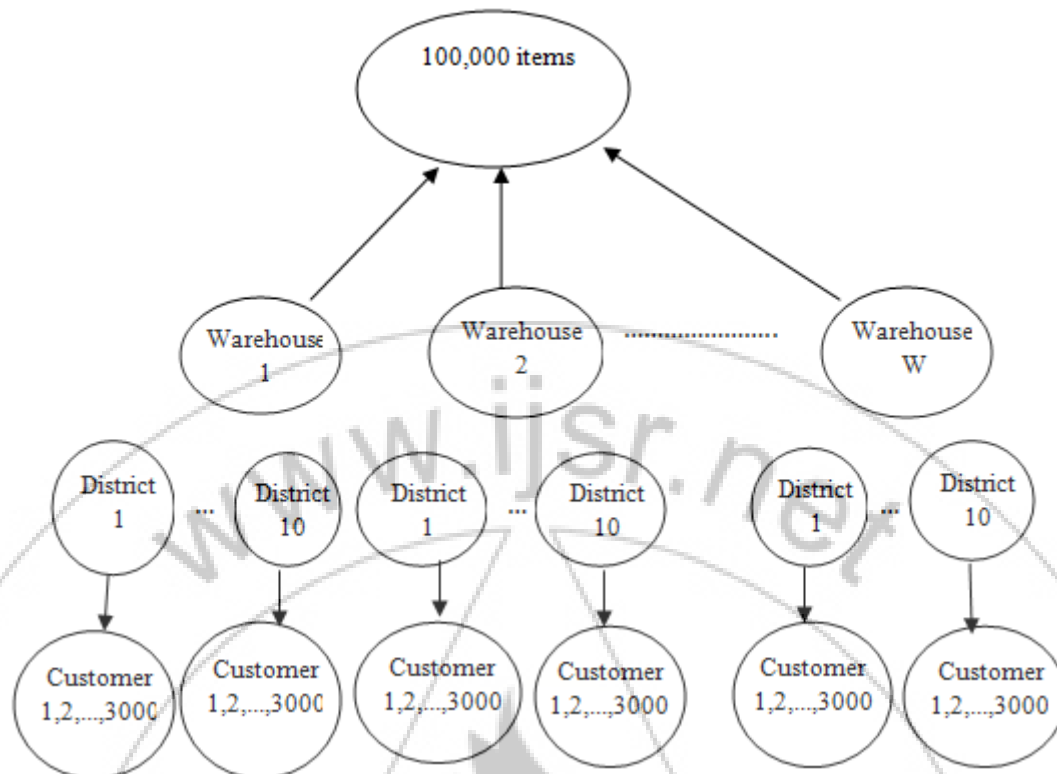 100,000 items
Warehouse
1
Warehouse
2
........................
Warehouse
W
District
1
...
District
10
District
1
...
District
10
District
1
...
District
10
Customer
1,2,...,3000
Customer
1,2,...,3000
Customer
1,2,...,3000
Customer
1,2,...,3000
Customer
1,2,...,3000
Customer
1,2,...,3000
www.ijsr.net